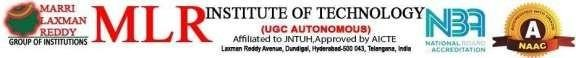 MARRI
LAXMAN
REDDY
GROUP OF INSTITUTIONS
MLR INSTITUTE OF TECHNOLOGY
(UGC AUTONOMOUS)
Affiliated to JNTUH,Approved by AICTE
Laxman Reddy Avenue, Dundigal, Hyderabad-500 043, Telangana, India
NBA
NATIONAL BOARD
OF ACCREDITATION
A
NAAC